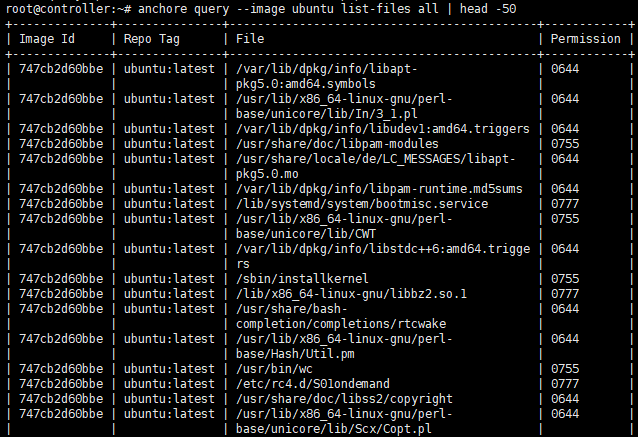 root@controller:~# anchore query --image ubuntu list-files all | head -50
+--------------+---------------+----------------------------------------+------------+
| Image Id | Repo Tag | File | Permission |
+--------------+---------------+----------------------------------------+------------+
| 747cb2d60bbe | ubuntu:latest | /var/lib/dpkg/info/libapt- | 0644 |
| | | pkg5.0:amd64.symbols | |
| 747cb2d60bbe | ubuntu:latest | /usr/lib/x86_64-linux-gnu/perl- | 0644 |
| | | base/unicore/lib/In/3_1.pl | |
| 747cb2d60bbe | ubuntu:latest | /var/lib/dpkg/info/libudev1:amd64.triggers | 0644 |
| 747cb2d60bbe | ubuntu:latest | /usr/share/doc/libpam-modules | 0755 |
| 747cb2d60bbe | ubuntu:latest | /usr/share/locale/de/LC_MESSAGES/libapt- | 0644 |
| | | pkg5.0.mo | |
| 747cb2d60bbe | ubuntu:latest | /var/lib/dpkg/info/libpam-runtime.md5sums | 0644 |
| 747cb2d60bbe | ubuntu:latest | /lib/systemd/system/bootmisc.service | 0777 |
| 747cb2d60bbe | ubuntu:latest | /usr/lib/x86_64-linux-gnu/perl- | 0755 |
| | | base/unicore/lib/CWT | |
| 747cb2d60bbe | ubuntu:latest | /var/lib/dpkg/info/libstdc++6:amd64.trigge | 0644 |
| | | rs | |
| 747cb2d60bbe | ubuntu:latest | /sbin/installkernel | 0755 |
| 747cb2d60bbe | ubuntu:latest | /lib/x86_64-linux-gnu/libbz2.so.1 | 0777 |
| 747cb2d60bbe | ubuntu:latest | /usr/share/bash- | 0644 |
| | | completion/completions/rtcwake | |
| 747cb2d60bbe | ubuntu:latest | /usr/lib/x86_64-linux-gnu/perl- | 0644 |
| | | base/Hash/Util.pm | |
| 747cb2d60bbe | ubuntu:latest | /usr/bin/wc | 0755 |
| 747cb2d60bbe | ubuntu:latest | /etc/rc4.d/S01ondemand | 0777 |
| 747cb2d60bbe | ubuntu:latest | /usr/share/doc/libss2/copyright | 0644 |
| 747cb2d60bbe | ubuntu:latest | /usr/lib/x86_64-linux-gnu/perl- | 0644 |
| | | base/unicore/lib/Scx/Copt.pl | |